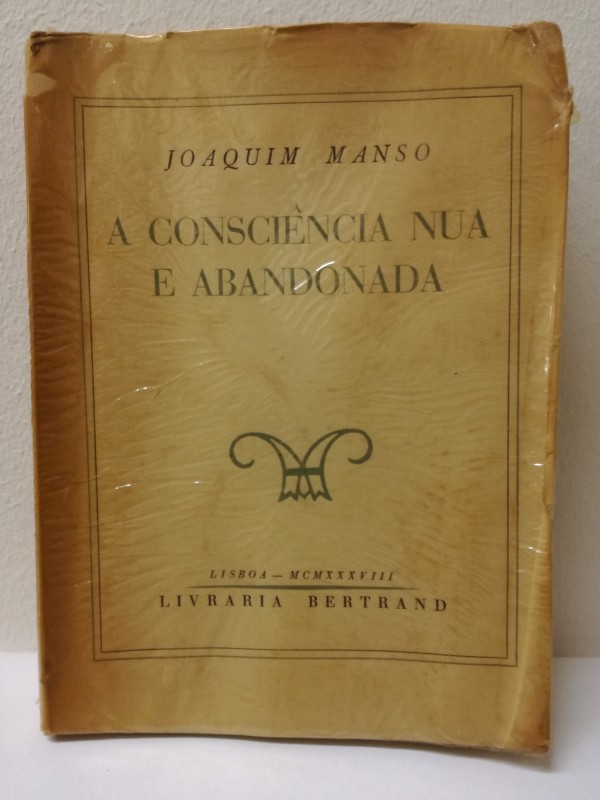 JOAQUIM MANSO
A CONSCIÊNCIA NUA
E ABANDONADA
LISBOA — MCMXXXVIII
LIVRARIA BERTRAND